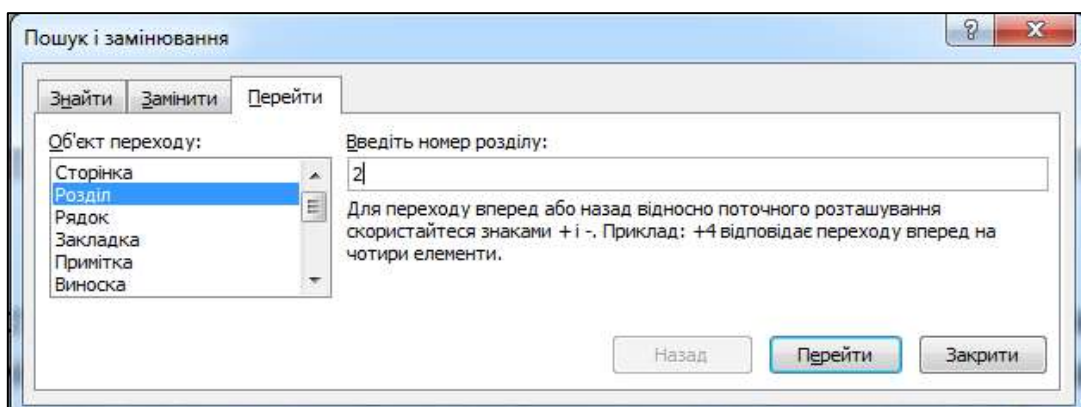 Пошук і замінювання
Знайти
Замінити
Перейти
Об'єкт переходу:
Сторінка
Розділ
Рядок
Закладка
Примітка
Виноска
Введіть номер розділу:
2
Для переходу вперед або назад відносно поточного розташування
скористайтеся знаками + і -. Приклад: +4 відповідає переходу вперед на
чотири елементи.
Назад
Перейти
Закрити